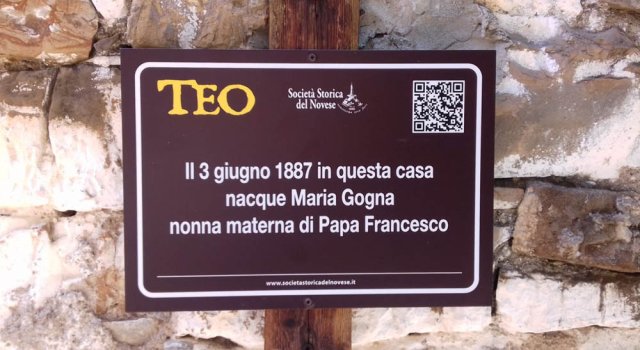 TEO
Società Storica
del Novese
Il 3 giugno 1887 in questa casa
nacque Maria Gogna
nonna materna di Papa Francesco
www.societastoricadelnovese.it